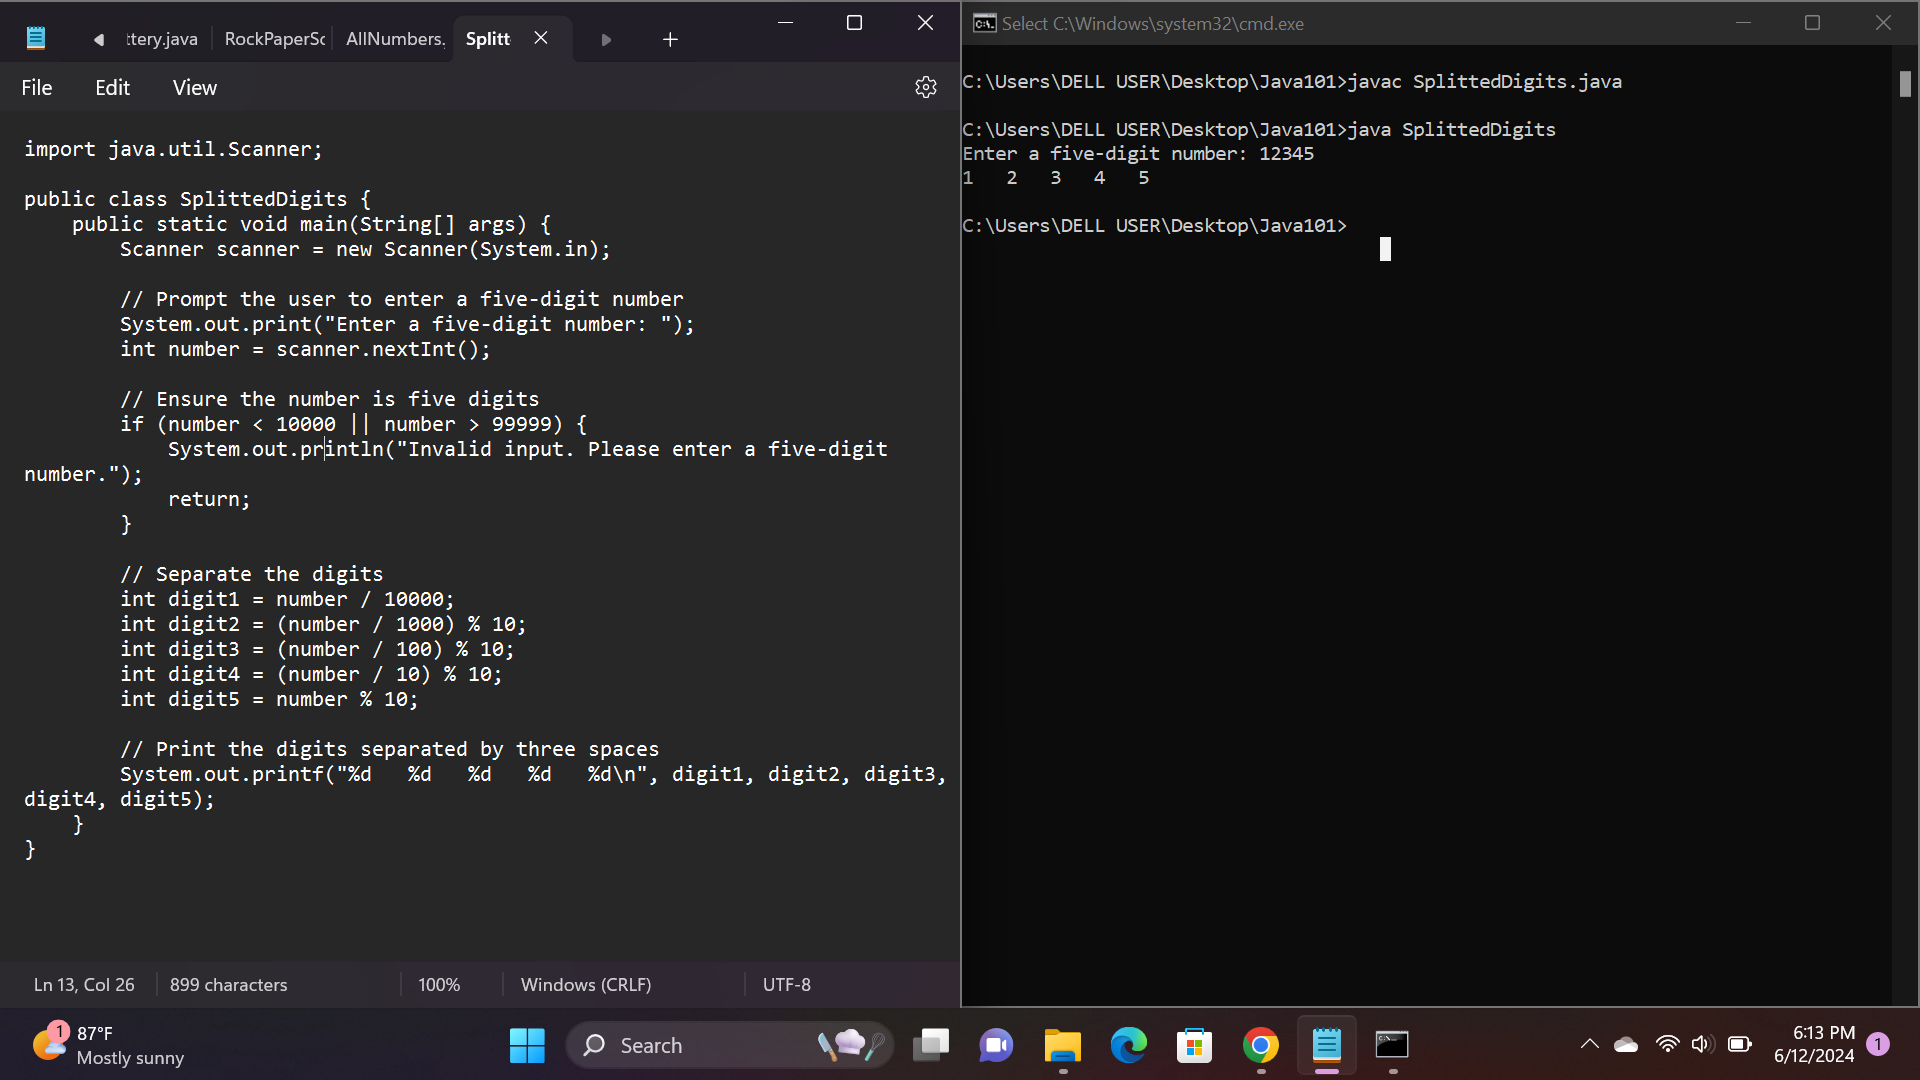 ttery.java RockPaperSc AllNumbers. Splitt
File Edit View
import java.util.Scanner;
public class SplittedDigits {
public static void main(String[] args) {
Scanner scanner = new Scanner(System.in);
// Prompt the user to enter a five-digit number
System.out.print("Enter a five-digit number: ");
int number = scanner.nextInt();
// Ensure the number is five digits
if (number < 10000 || number > 99999) {
System.out.println("Invalid input. Please enter a five-digit
number.");
return;
}
// Separate the digits
int digit1 = number / 10000;
int digit2 = (number / 1000) % 10;
int digit3 = (number / 100) % 10;
int digit4 = (number / 10) % 10;
int digit5 = number % 10;
// Print the digits separated by three spaces
System.out.printf("%d   %d   %d   %d   %d\n", digit1, digit2, digit3,
digit4, digit5);
}
}
Ln 13, Col 26 899 characters 100% Windows (CRLF) UTF-8
Select C:\Windows\system32\cmd.exe
C:\Users\DELL USER\Desktop\Java101>javac SplittedDigits.java
C:\Users\DELL USER\Desktop\Java101>java SplittedDigits
Enter a five-digit number: 12345
1   2   3   4   5
C:\Users\DELL USER\Desktop\Java101>
1 87°F
Mostly sunny
Search
6:13 PM
6/12/2024
1